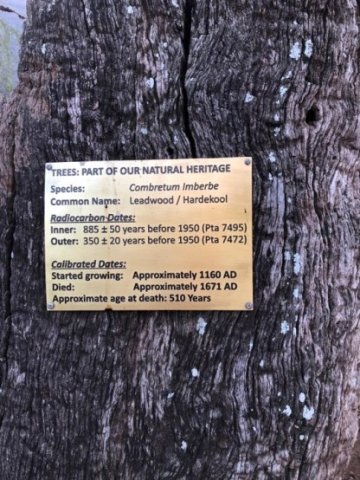 TREES: PART OF OUR NATURAL HERITAGE
Species: Combretum Imberbe
Common Name: Leadwood / Hardekool
Radiocarbon Dates:
Inner: 885 ± 50 years before 1950 (Pta 7495)
Outer: 350 ± 20 years before 1950 (Pta 7472)
Calibrated Dates:
Started growing: Approximately 1160 AD
Died: Approximately 1671 AD
Approximate age at death: 510 Years